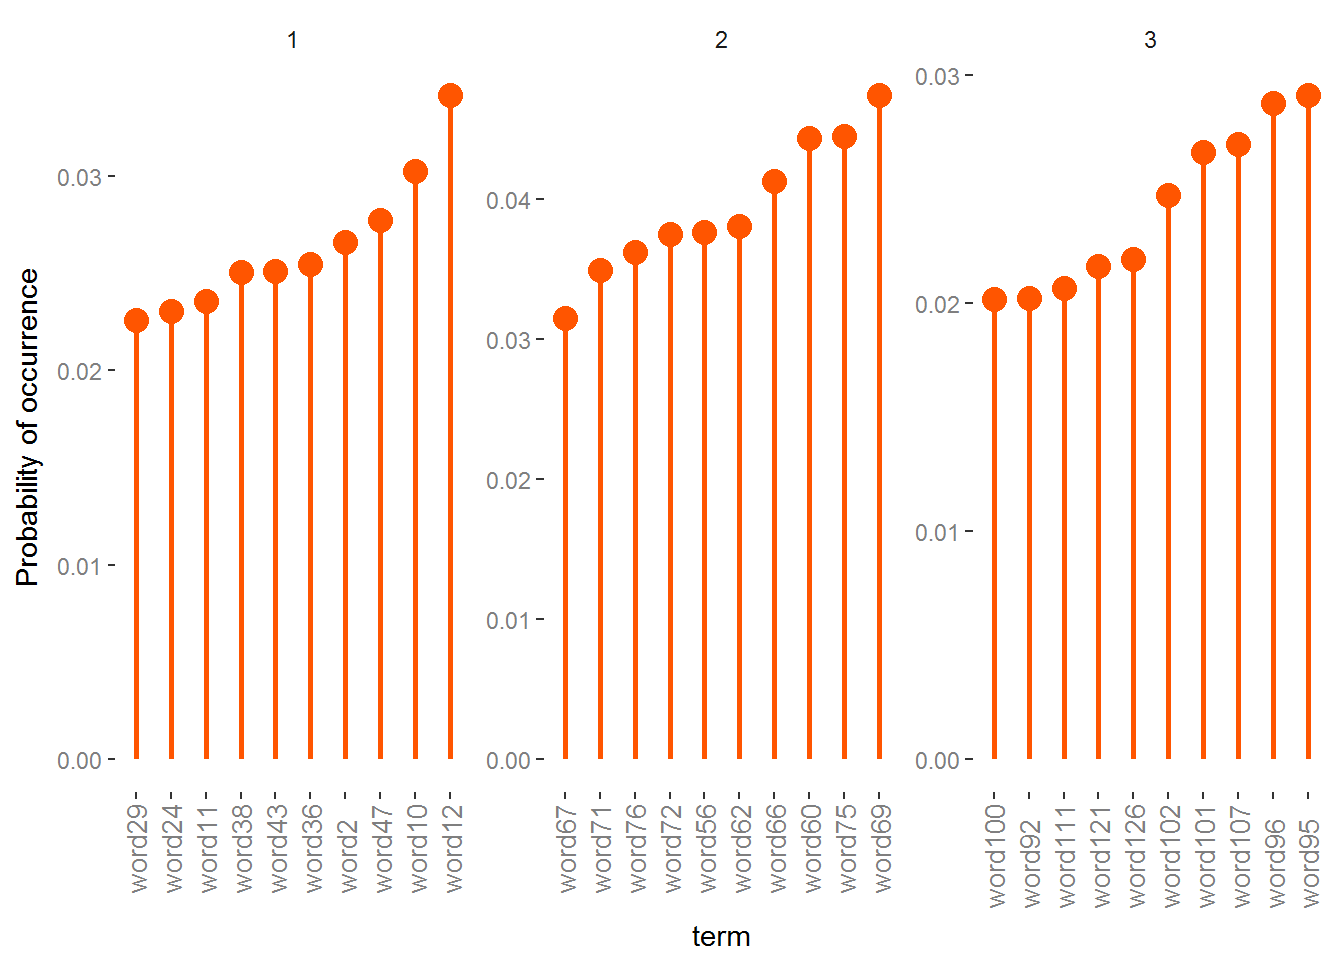 1
2
3
Probability of occurrence
0.03
0.02
0.01
0.00
0.04
0.03
0.02
0.01
0.00
0.03
0.02
0.01
0.00
word29
word24
word11
word38
word43
word36
word2
word47
word10
word12
word67
word71
word76
word72
word56
word62
word66
word60
word75
word69
word100
word92
word111
word121
word126
word102
word101
word107
word96
word95
term